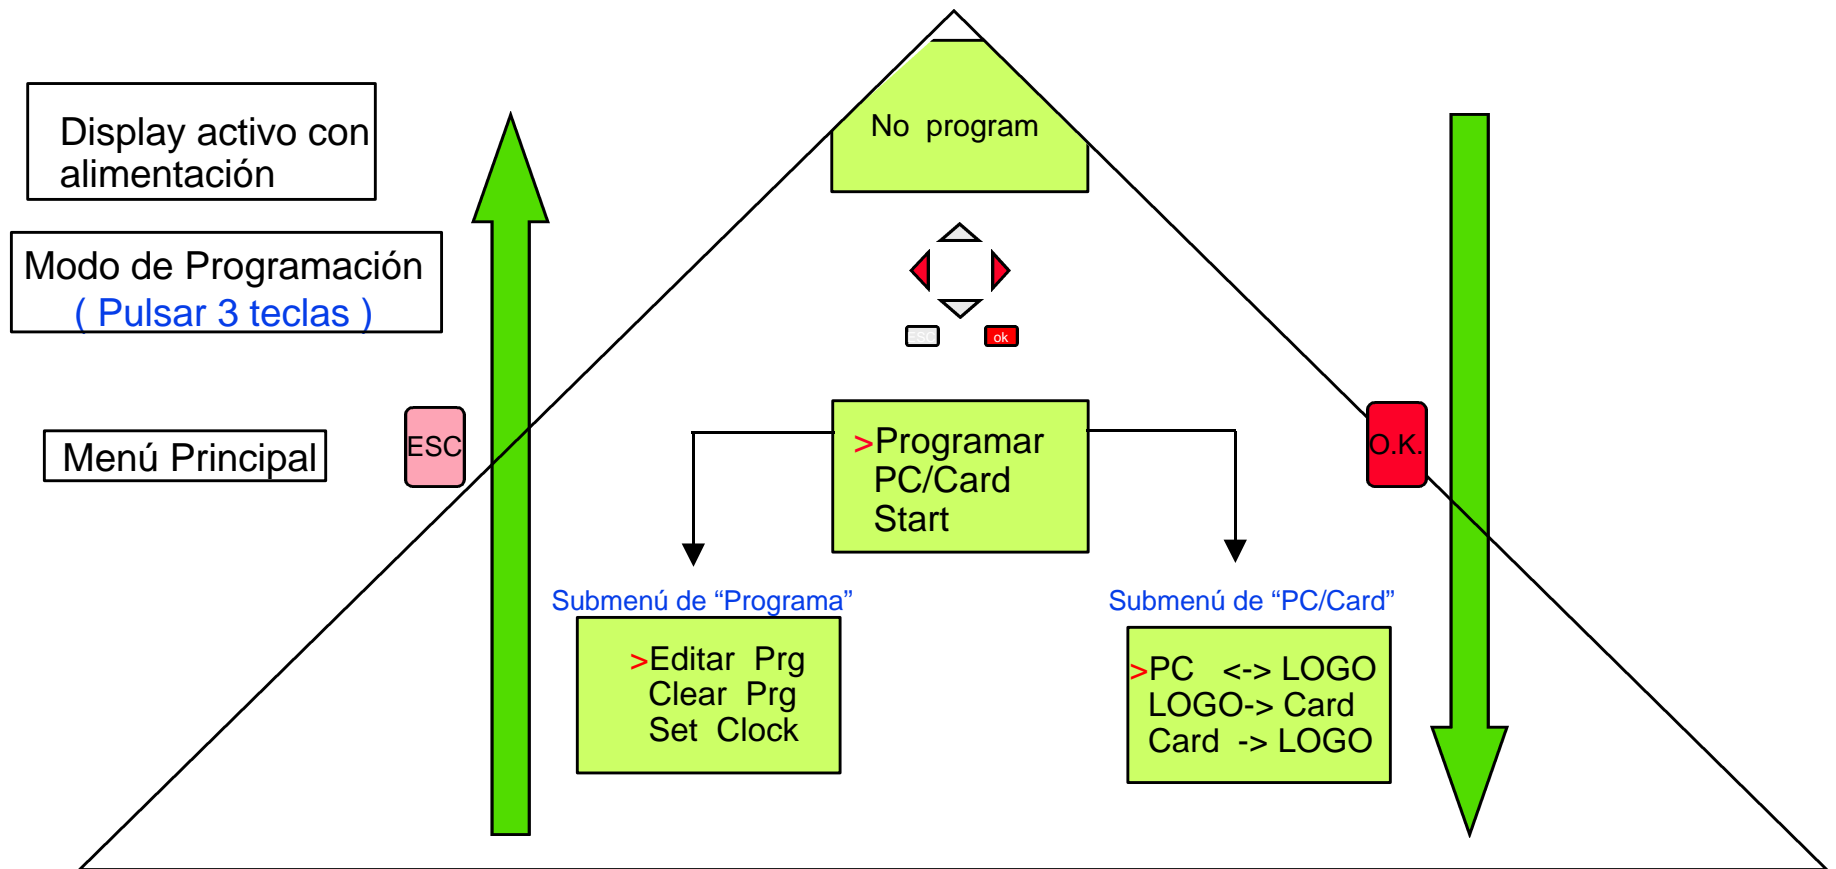 Display activo con
alimentación
No program
Modo de Programación
( Pulsar 3 teclas )
ESC
ok
Menú Principal
ESC
>Programar
PC/Card
Start
O.K.
Submenú de “Programa”
>Editar Prg
Clear Prg
Set Clock
Submenú de “PC/Card”
>PC <-> LOGO
LOGO-> Card
Card -> LOGO